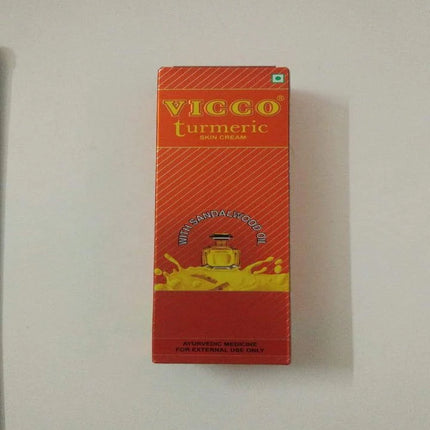 VICCO®
turmeric
SKIN CREAM
WITH SANDALWOOD OIL
AYURVEDIC MEDICINE
FOR EXTERNAL USE ONLY